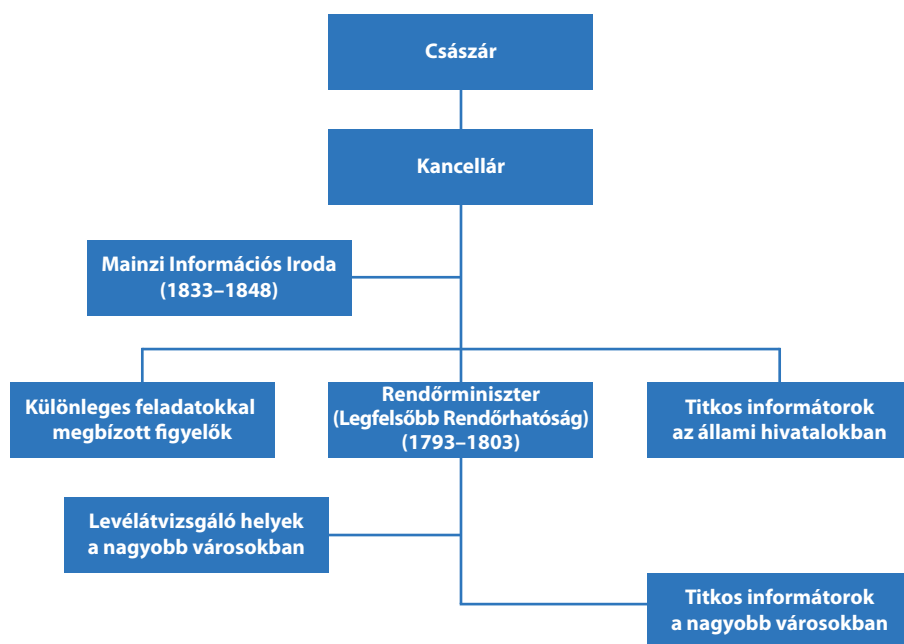 Császár
Kancellár
Mainzi Információs Iroda
(1833–1848)
Különleges feladatokkal
megbízott figyelők
Rendőrminiszter
(Legfelsőbb Rendőrhatóság)
(1793–1803)
Titkos informátorok
az állami hivatalokban
Levélátvizsgáló helyek
a nagyobb városokban
Titkos informátorok
a nagyobb városokban